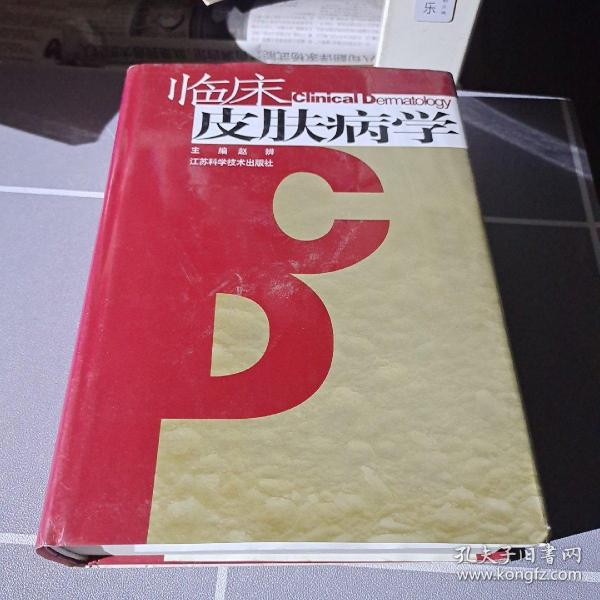 乐
临床
Clinical Dermatology
皮肤病学
主 编 赵 辨
江苏科学技术出版社
CD
孔夫子旧书网
www.kongfz.com